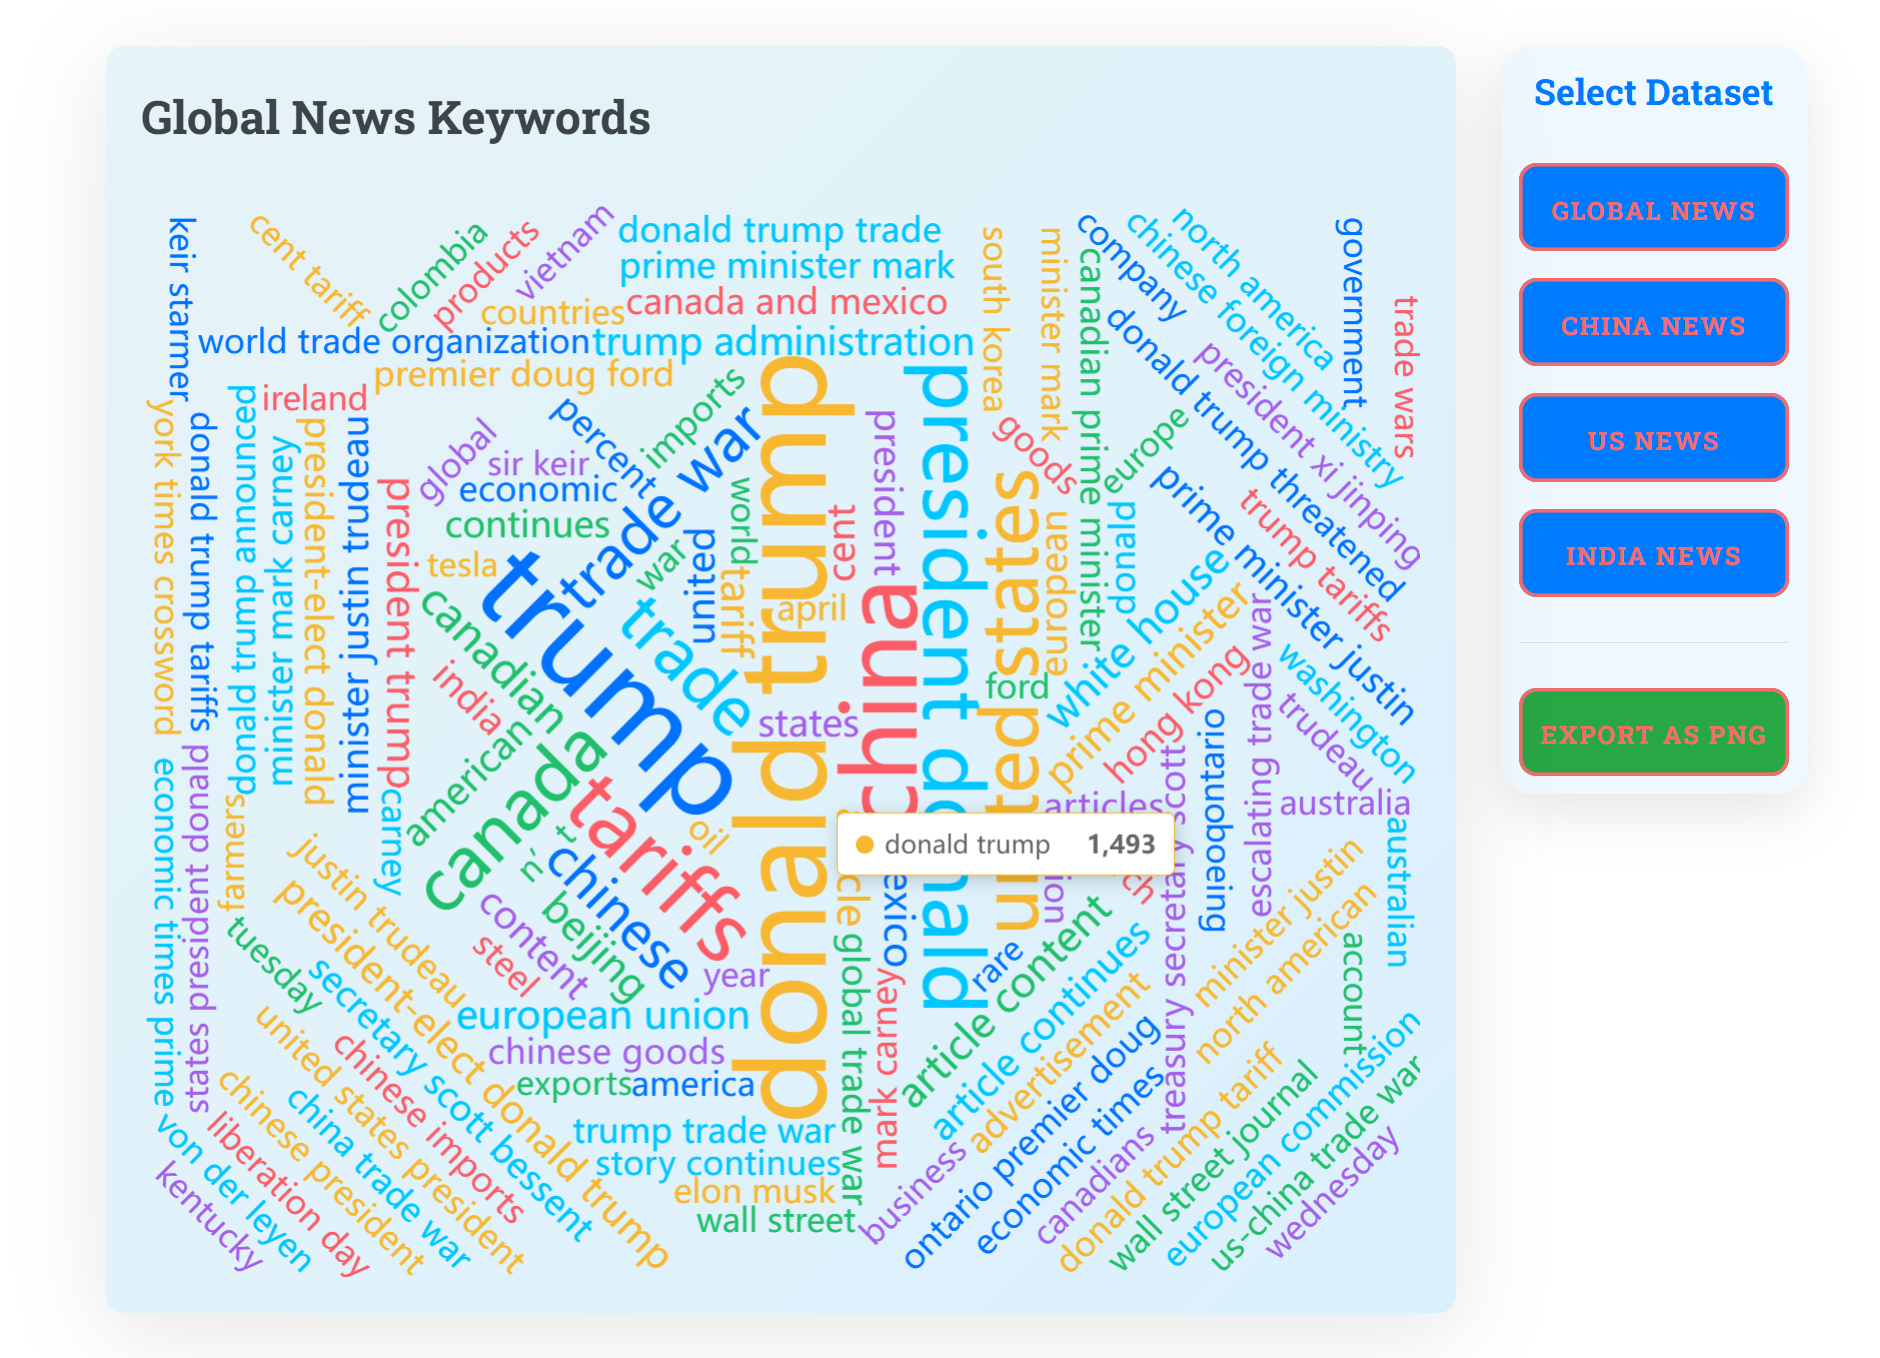 Global News Keywords
Select Dataset
GLOBAL NEWS
CHINA NEWS
US NEWS
INDIA NEWS
EXPORT AS PNG
keir starmer
cent tariff
colombia
products
vietnam
donald trump trade
prime minister mark
canada and mexico
countries
world trade organization
trump administration
premier doug ford
south korea
minister mark
canadian prime minister
company
chinese foreign ministry
north america
government
trade wars
donald trump threatened
president xi jinping
ireland
york times crossword
donald trump tariffs
donald trump announced
minister mark carney
president-elect donald
minister justin trudeau
president trump
global
sir keir
economic
continues
tesla
percent
imports
trade war
world
war
united
tariff
donald trump
april
cent
president
china
president donald
united states
goods
europe
european
donald
prime minister justin
trump tariffs
white house
prime minister
hong kong
ford
states
trump
trade
canadian
india
american
canada
tariffs
oil
n't
chinese
beijing
content
steel
year
carney
articles
donald trump 1,493
mexico
rare
article content
article continues
advertisement
treasury secretary scott
gnieobontario
escalating trade war
washington
trudeau
australia
australian
minister justin
north american
account
economic times prime
states president donald
farmers
justin trudeau
president-elect donald trump
tuesday
secretary scott bessent
united states president
chinese imports
chinese president
china trade war
liberation day
von der leyen
kentucky
european union
chinese goods
exports
america
trump trade war
story continues
elon musk
wall street
global trade war
mark carney
business
ontario premier doug
economic times
canadians
donald trump tariff
wall street journal
european commission
us-china trade war
wednesday